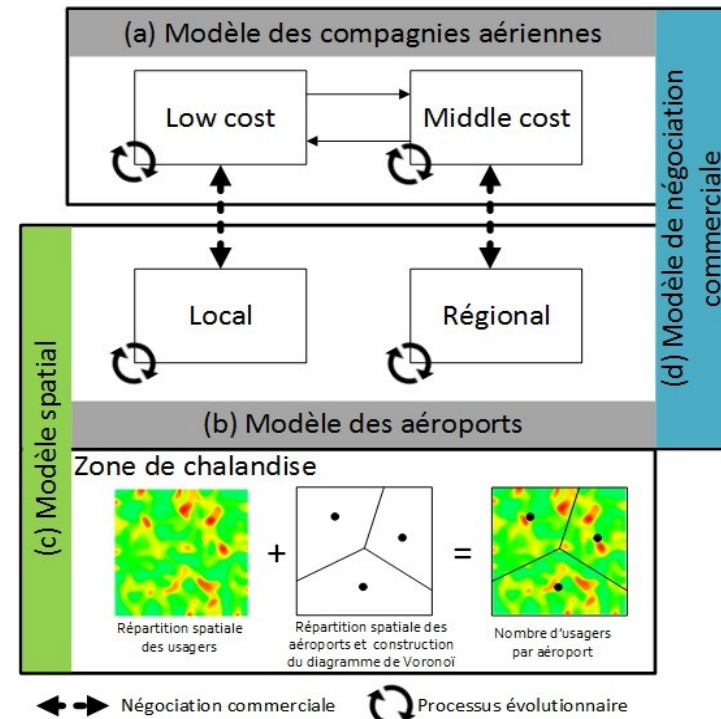 (a) Modèle des compagnies aériennes
Low cost
Middle cost
(d) Modèle de négociation
commerciale
Local
Régional
(b) Modèle des aéroports
(c) Modèle spatial
Zone de chalandise
+
=
Répartition spatiale
des usagers
Répartition spatiale des
aéroports et construction
du diagramme de Voronoï
Nombre d'usagers
par aéroport
Négociation commerciale
Processus évolutionnaire